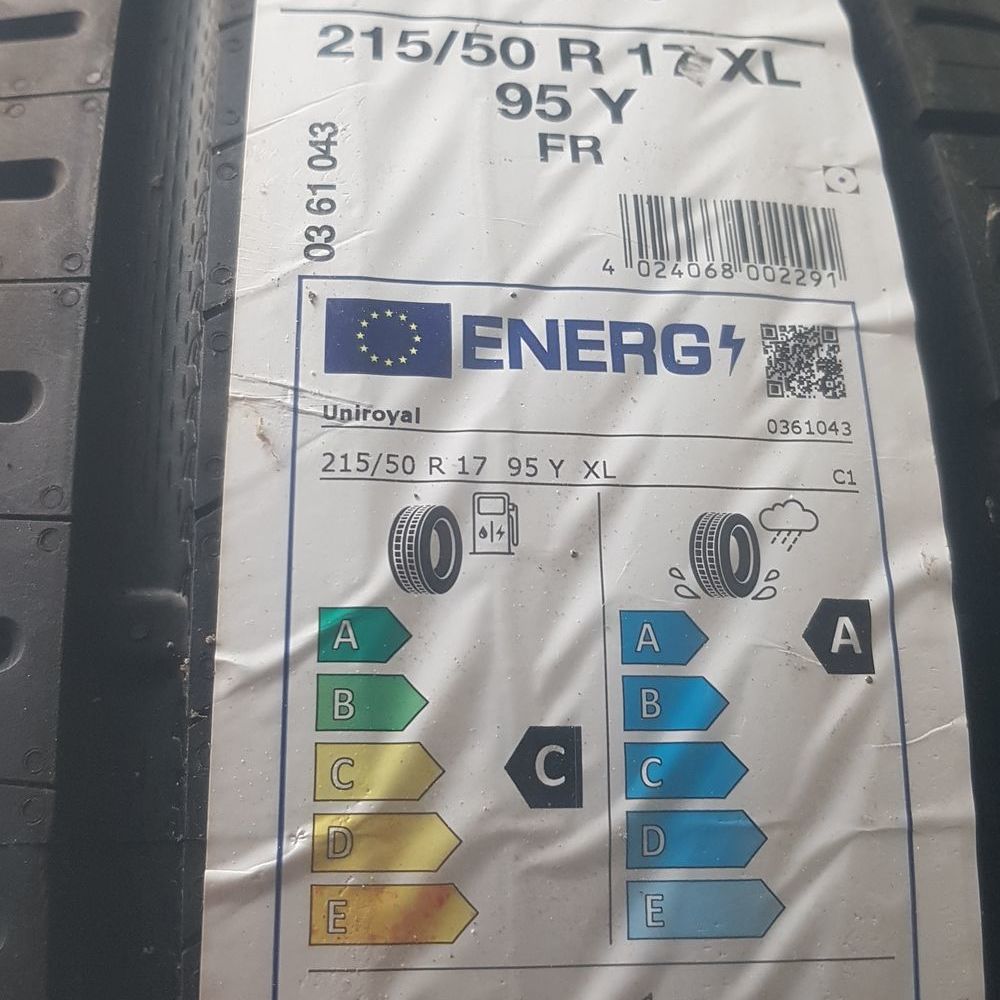 215/50 R 17 XL
95 Y
FR
03 61 043
4 024068 002291
ENERG
Uniroyal
0361043
215/50 R 17 95 Y XL
C1
A
B
C
D
E
C
A
B
C
D
E
A